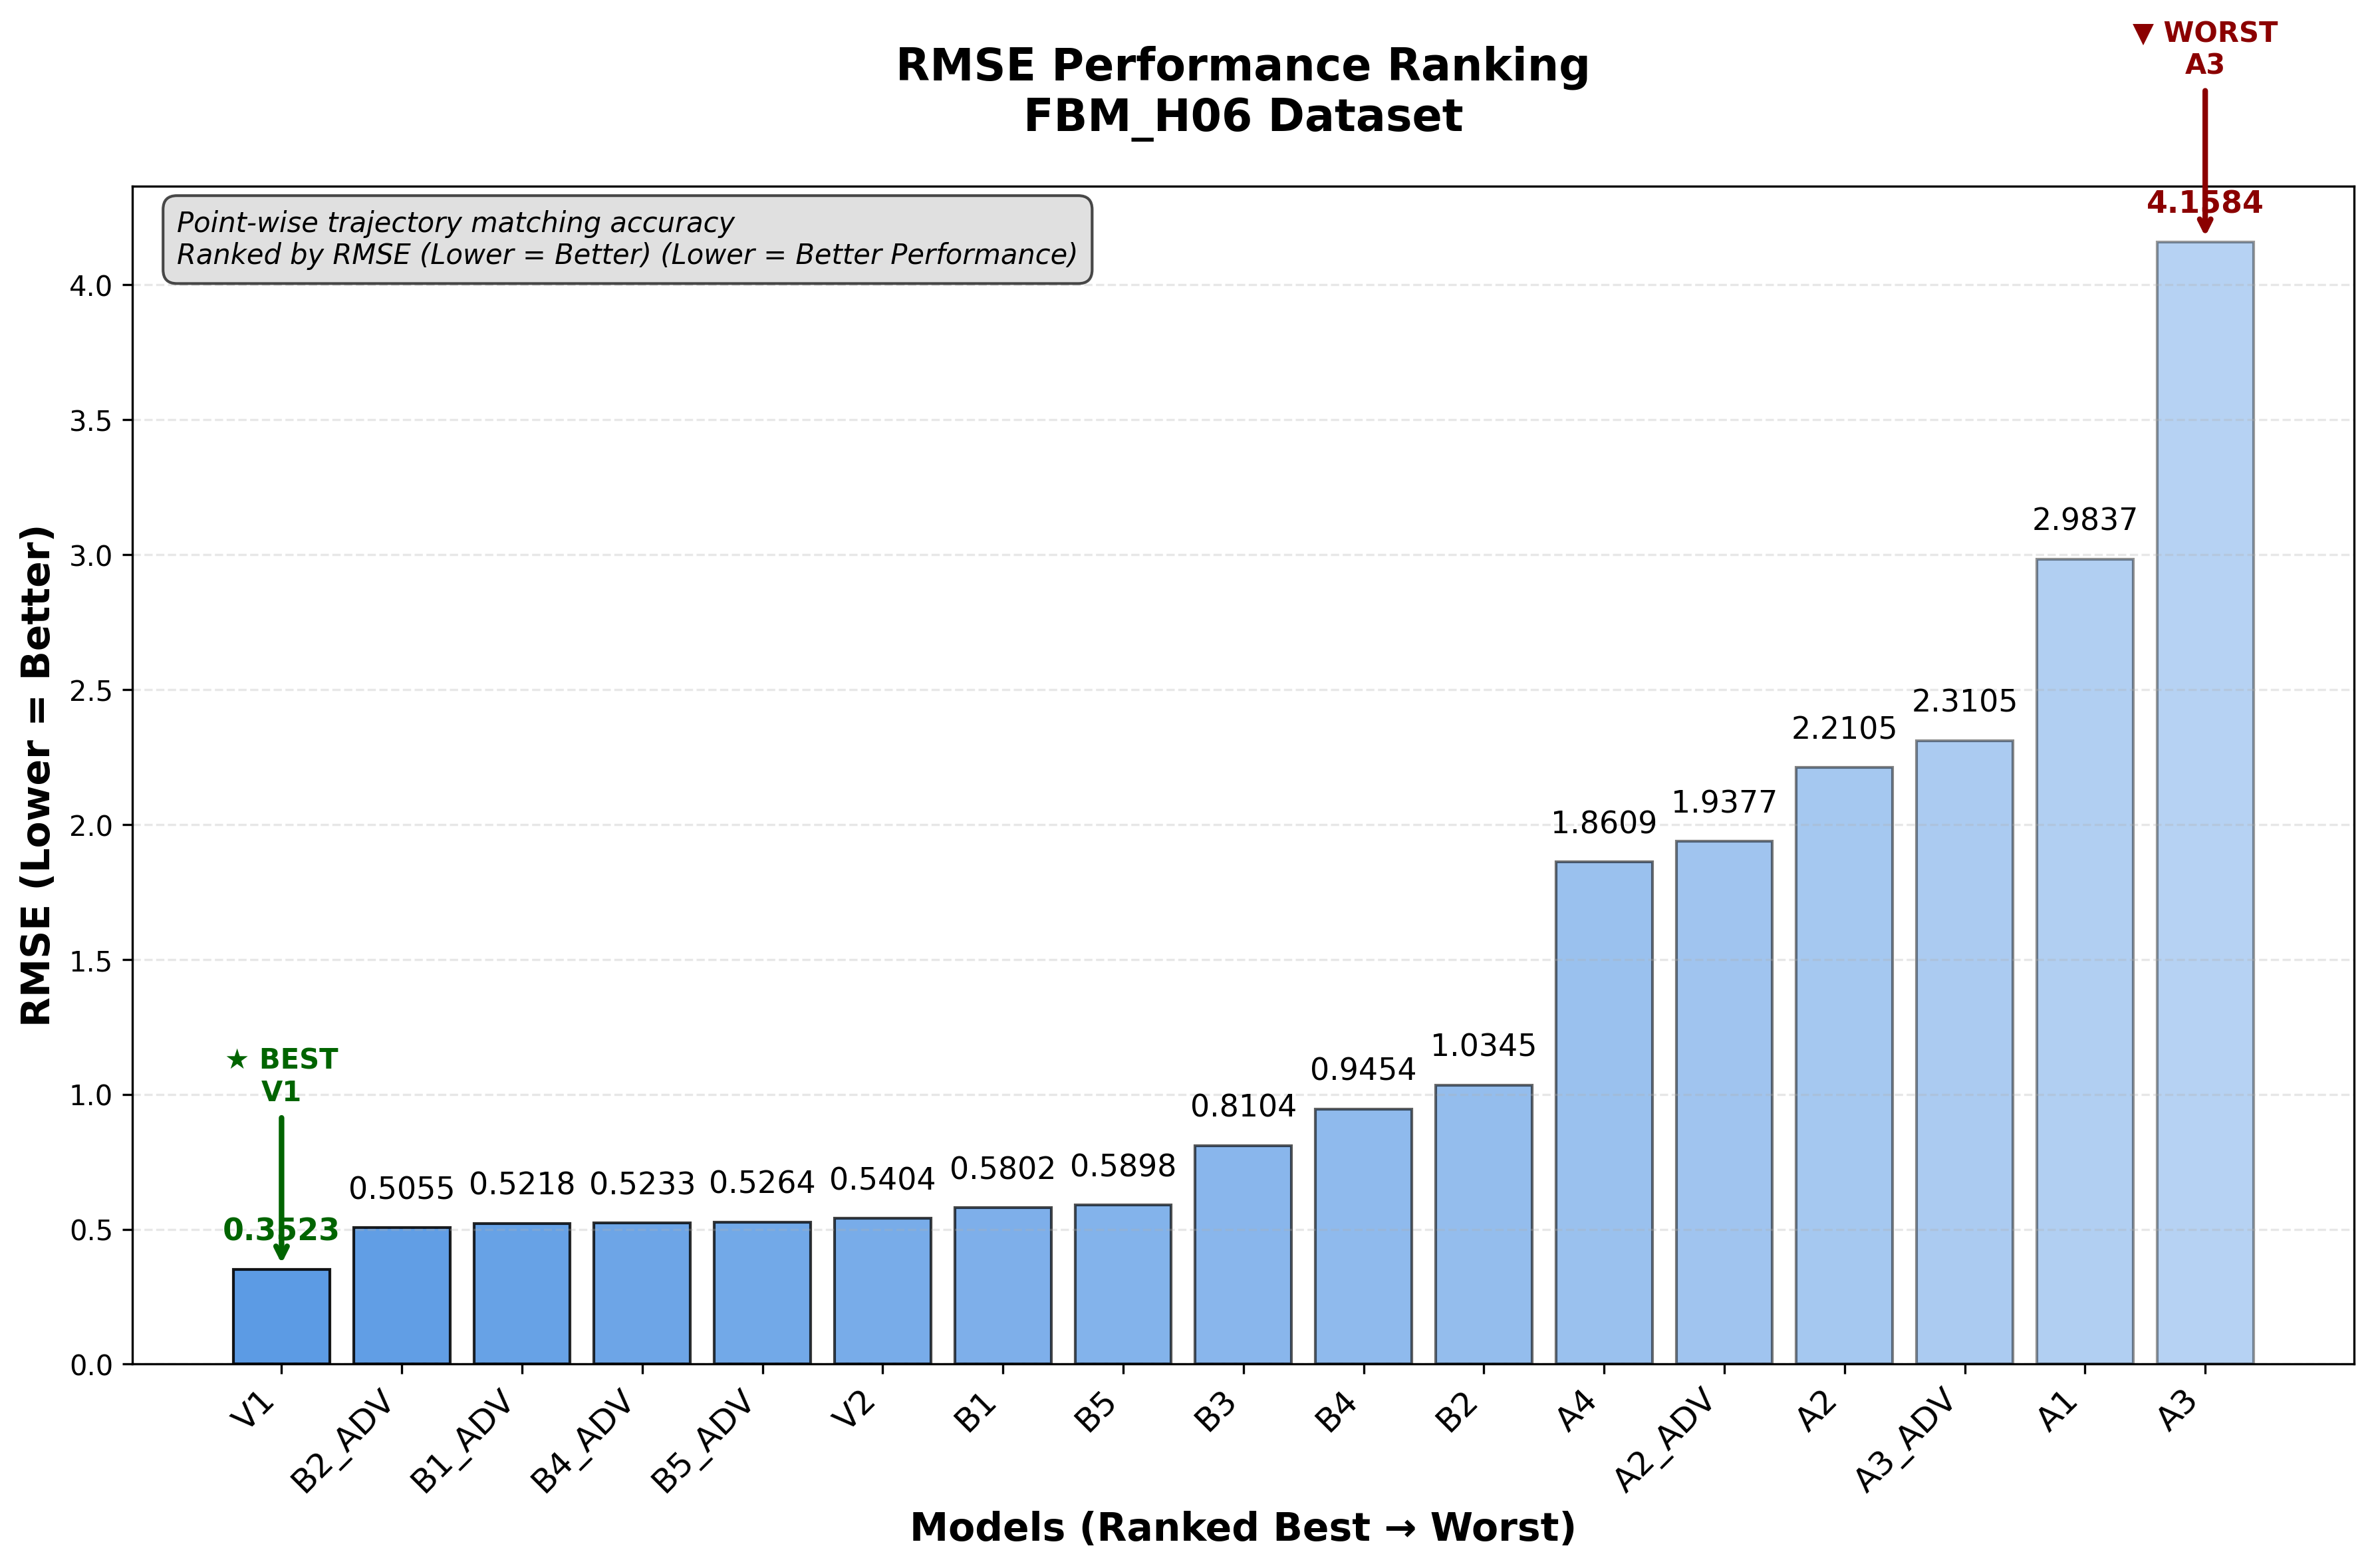 ▼ WORST
A3
RMSE Performance Ranking
FBM_H06 Dataset
Point-wise trajectory matching accuracy
Ranked by RMSE (Lower = Better) (Lower = Better Performance)
RMSE (Lower = Better)
4.0
3.5
3.0
2.5
2.0
1.5
1.0
0.5
0.0
★ BEST
V1
0.3523
0.5055
0.5218
0.5233
0.5264
0.5404
0.5802
0.5898
0.8104
0.9454
1.0345
1.8609
1.9377
2.2105
2.3105
2.9837
4.1584
V1
B2_ADV
B1_ADV
B4_ADV
B5_ADV
V2
B1
B5
B3
B4
B2
A4
A2_ADV
A2
A3_ADV
A1
A3
Models (Ranked Best → Worst)